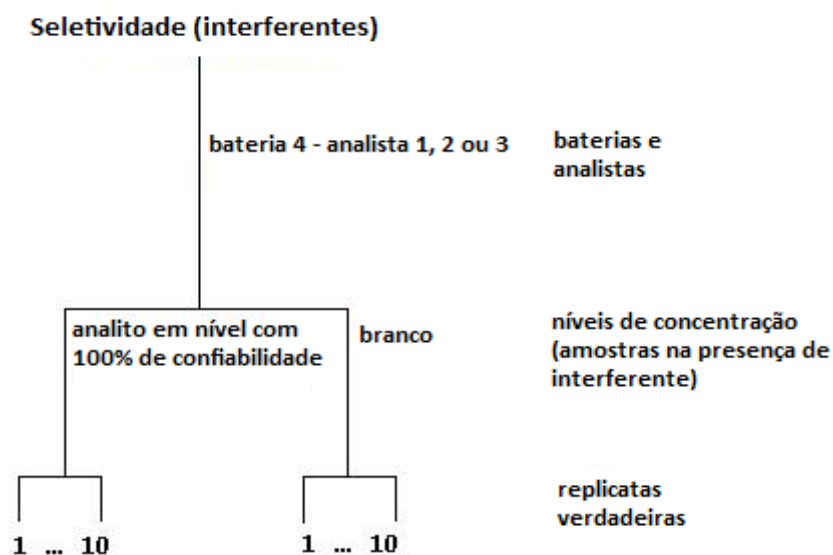 Seletividade (interferentes)
bateria 4 - analista 1, 2 ou 3
baterias e
analistas
analito em nível com
100% de confiabilidade
branco
níveis de concentração
(amostras na presença de
interferente)
1 ... 10
1 ... 10
replicatas
verdadeiras